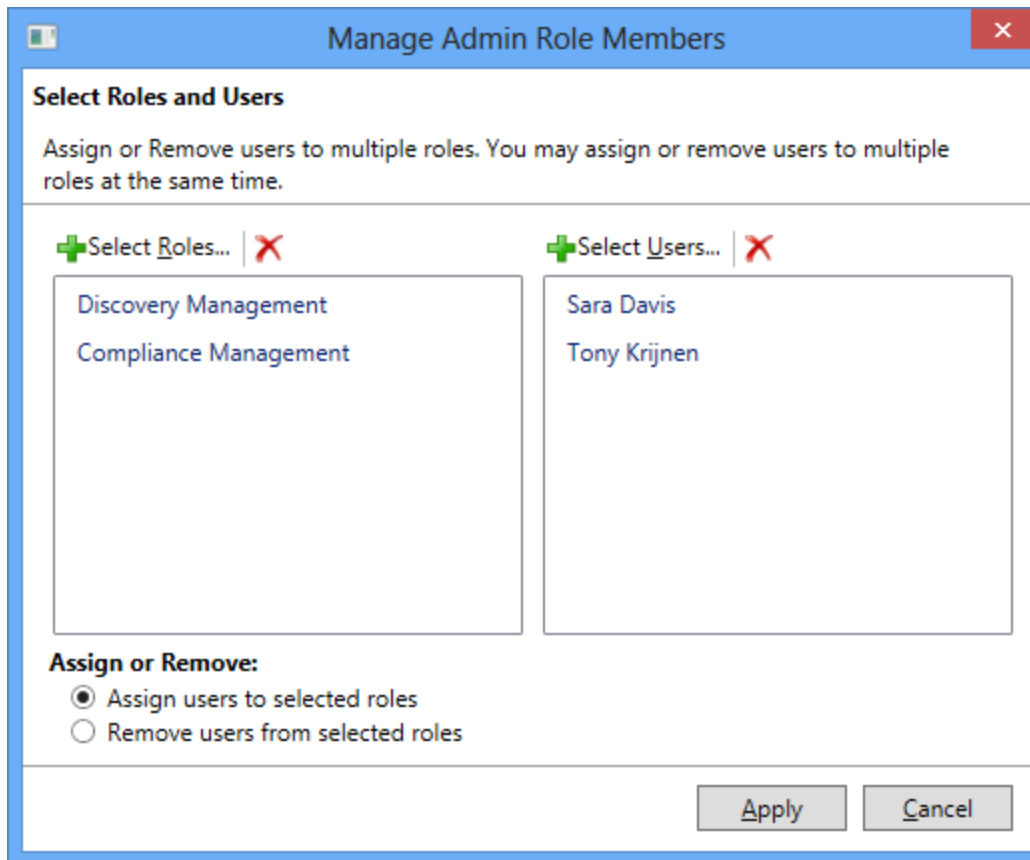 Manage Admin Role Members
Select Roles and Users
Assign or Remove users to multiple roles. You may assign or remove users to multiple
roles at the same time.
Select Roles...
Select Users...
Discovery Management
Sara Davis
Compliance Management
Tony Krijnen
Assign or Remove:
Assign users to selected roles
Remove users from selected roles
Apply
Cancel